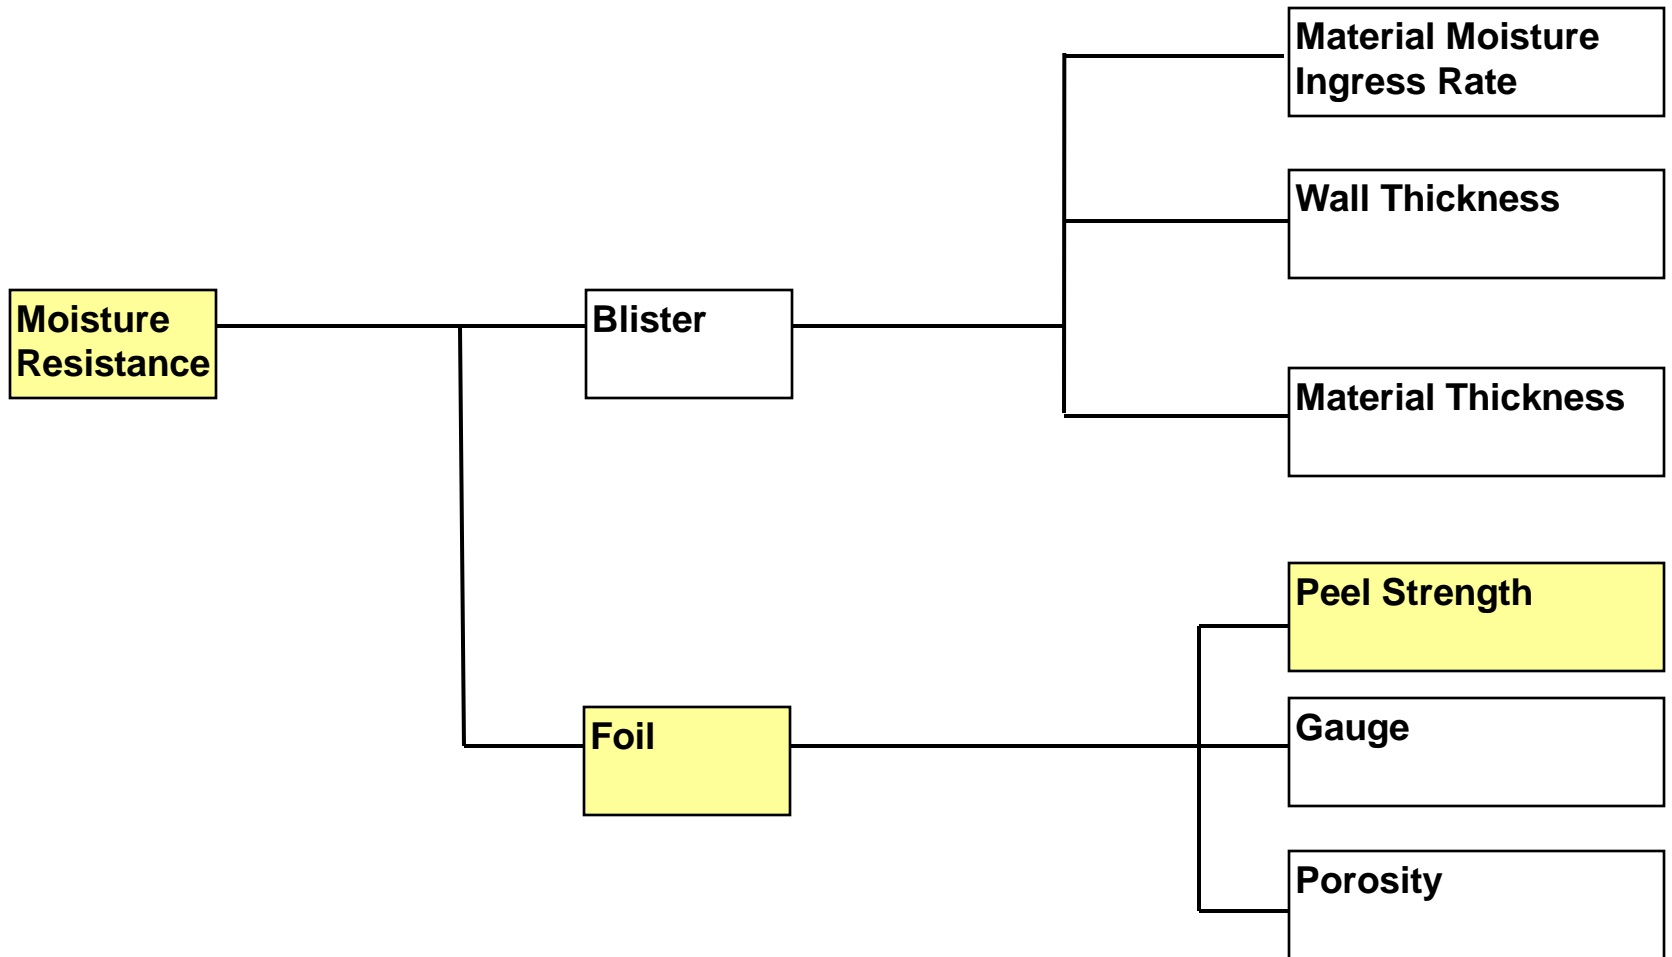 Material Moisture
Ingress Rate
Wall Thickness
Moisture
Resistance
Blister
Material Thickness
Peel Strength
Foil
Gauge
Porosity